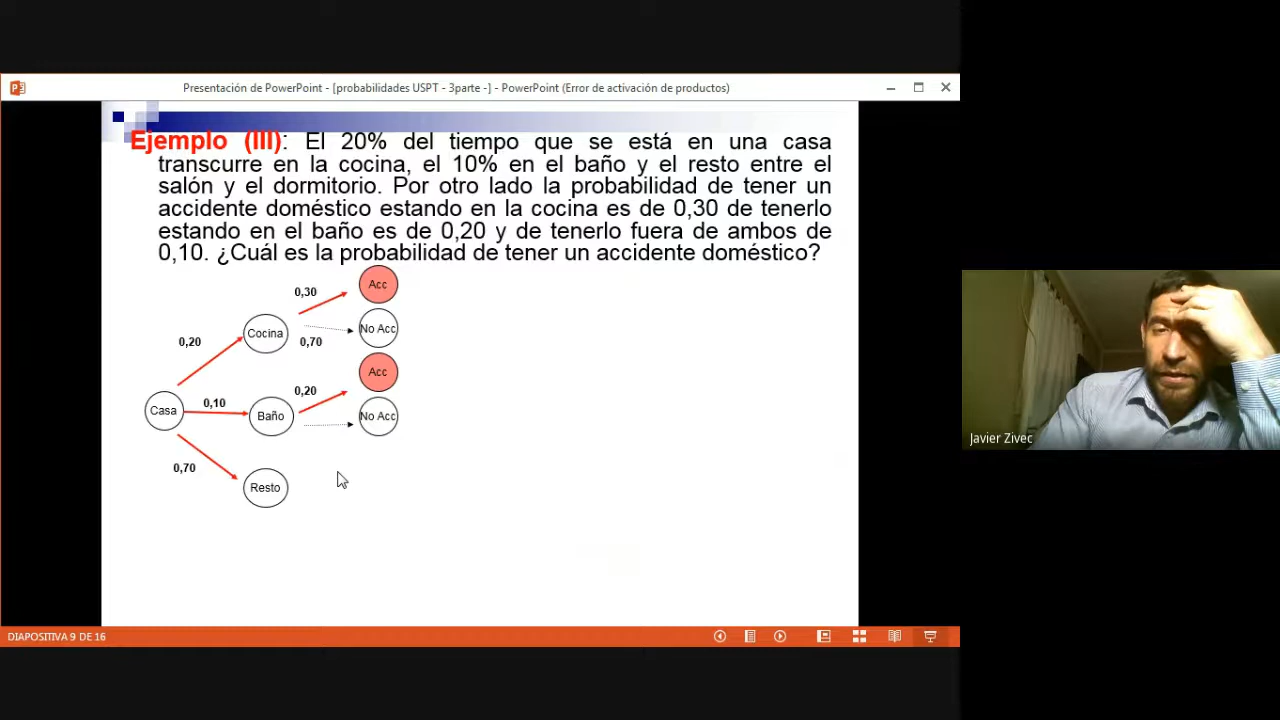 Presentación de PowerPoint - [probabilidades USPT - 3parte -] - PowerPoint (Error de activación de productos)
Ejemplo (III): El 20% del tiempo que se está en una casa
transcurre en la cocina, el 10% en el baño y el resto entre el
salón y el dormitorio. Por otro lado la probabilidad de tener un
accidente doméstico estando en la cocina es de 0,30 de tenerlo
estando en el baño es de 0,20 y de tenerlo fuera de ambos de
0,10. ¿Cuál es la probabilidad de tener un accidente doméstico?
0,30
Acc
Cocina
No Acc
0,20
0,70
Acc
0,20
Casa
0,10
Baño
No Acc
0,70
Resto
Javier Zivec
DIAPOSITIVA 9 DE 16